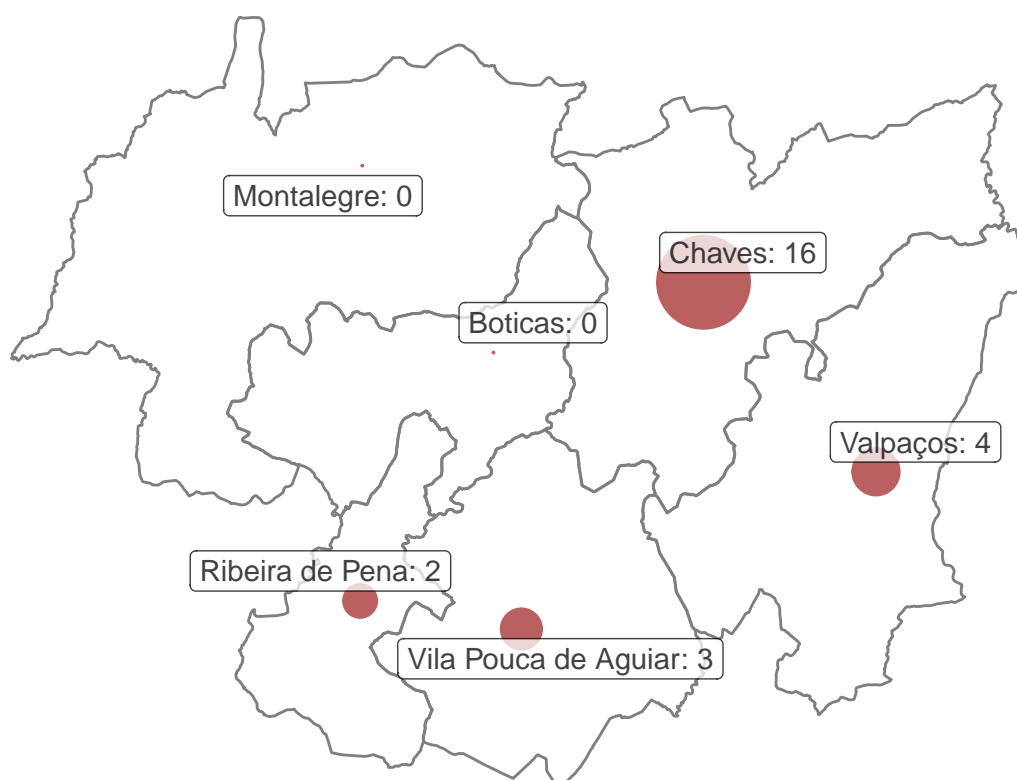 Montalegre: 0
Chaves: 16
Boticas: 0
Valpaços: 4
Ribeira de Pena: 2
Vila Pouca de Aguiar: 3